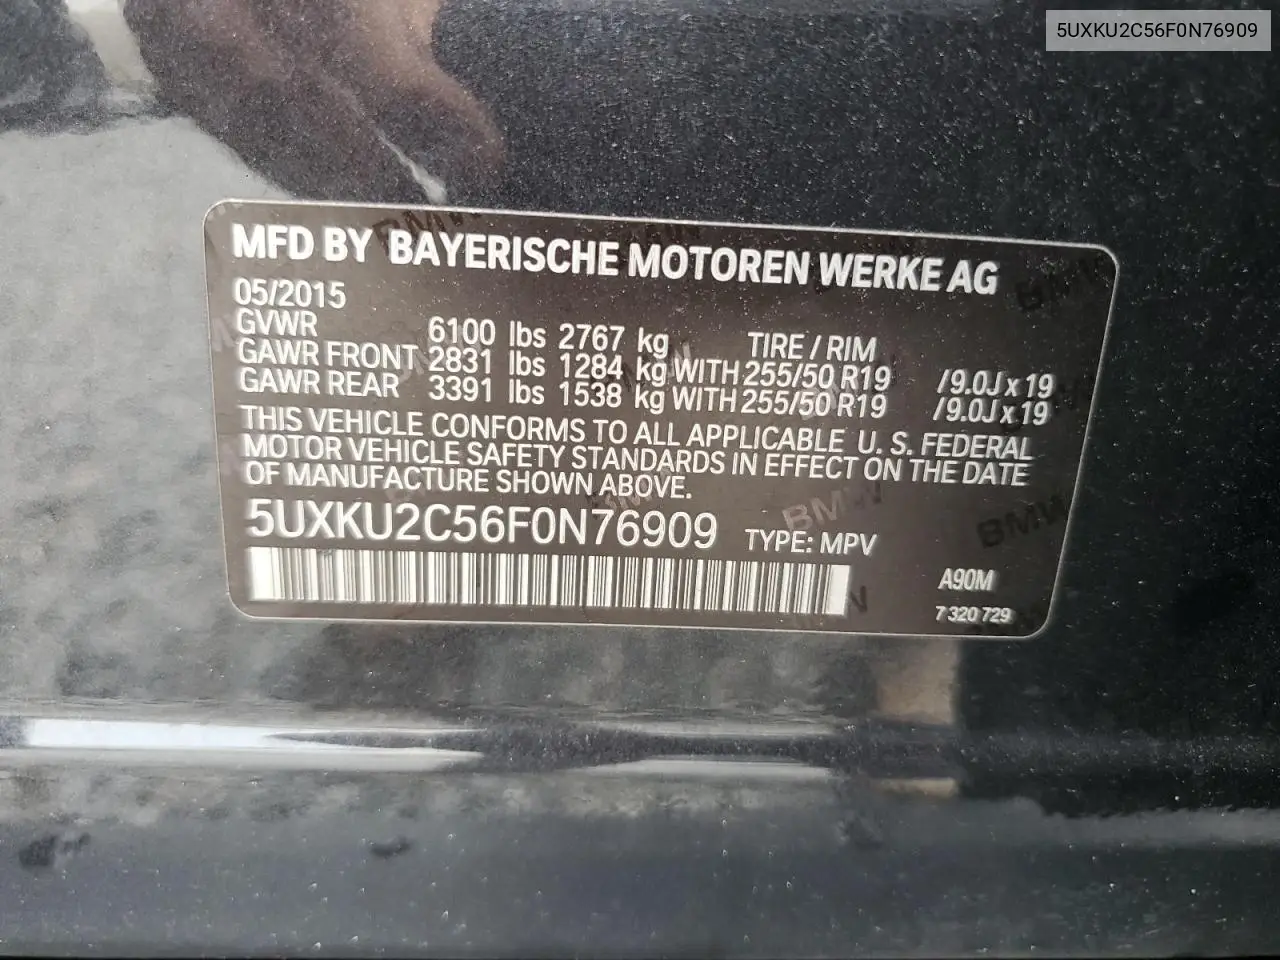 5UXKU2C56F0N76909
MFD BY BAYERISCHE MOTOREN WERKE AG
05/2015
GVWR 6100 lbs 2767 kg TIRE / RIM
GAWR FRONT 2831 lbs 1284 kg WITH 255/50 R19 /9.0J x 19
GAWR REAR 3391 lbs 1538 kg WITH 255/50 R19 /9.0J x 19
THIS VEHICLE CONFORMS TO ALL APPLICABLE U. S. FEDERAL
MOTOR VEHICLE SAFETY STANDARDS IN EFFECT ON THE DATE
OF MANUFACTURE SHOWN ABOVE.
5UXKU2C56F0N76909 TYPE: MPV
A90M
7 320 729